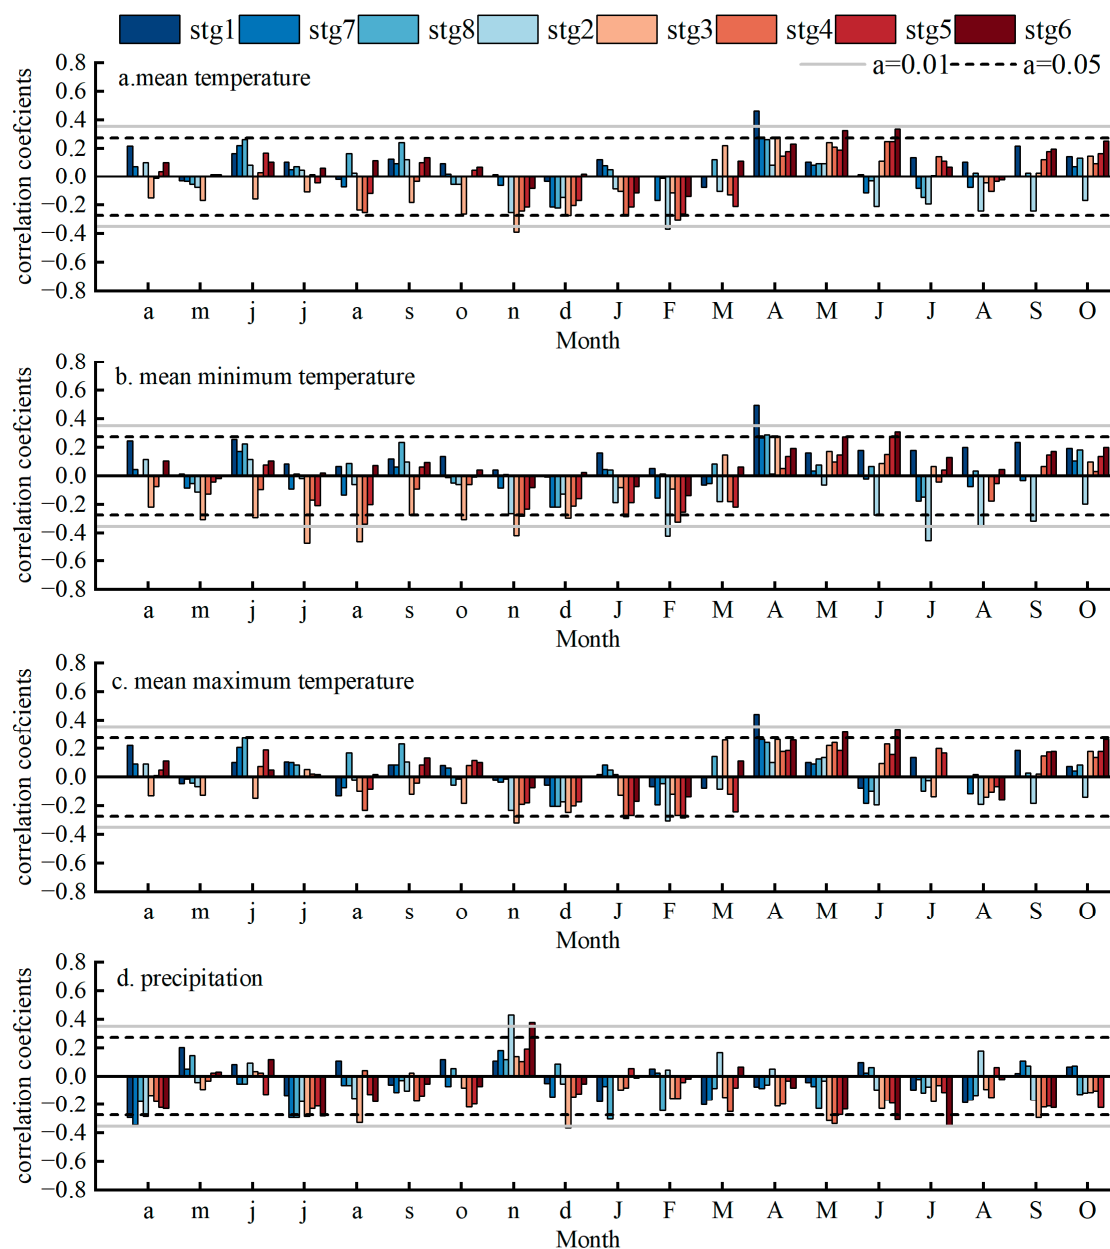 stg1 stg7 stg8 stg2 stg3 stg4 stg5 stg6
a=0.01 a=0.05
a.mean temperature
correlation coefcients
0.8
0.6
0.4
0.2
0.0
−0.2
−0.4
−0.6
−0.8
a m j j a s o n d J F M A M J J A S O
Month
b. mean minimum temperature
correlation coefcients
0.8
0.6
0.4
0.2
0.0
−0.2
−0.4
−0.6
−0.8
a m j j a s o n d J F M A M J J A S O
Month
c. mean maximum temperature
correlation coefcients
0.8
0.6
0.4
0.2
0.0
−0.2
−0.4
−0.6
−0.8
a m j j a s o n d J F M A M J J A S O
Month
d. precipitation
correlation coefcients
0.8
0.6
0.4
0.2
0.0
−0.2
−0.4
−0.6
−0.8
a m j j a s o n d J F M A M J J A S O
Month